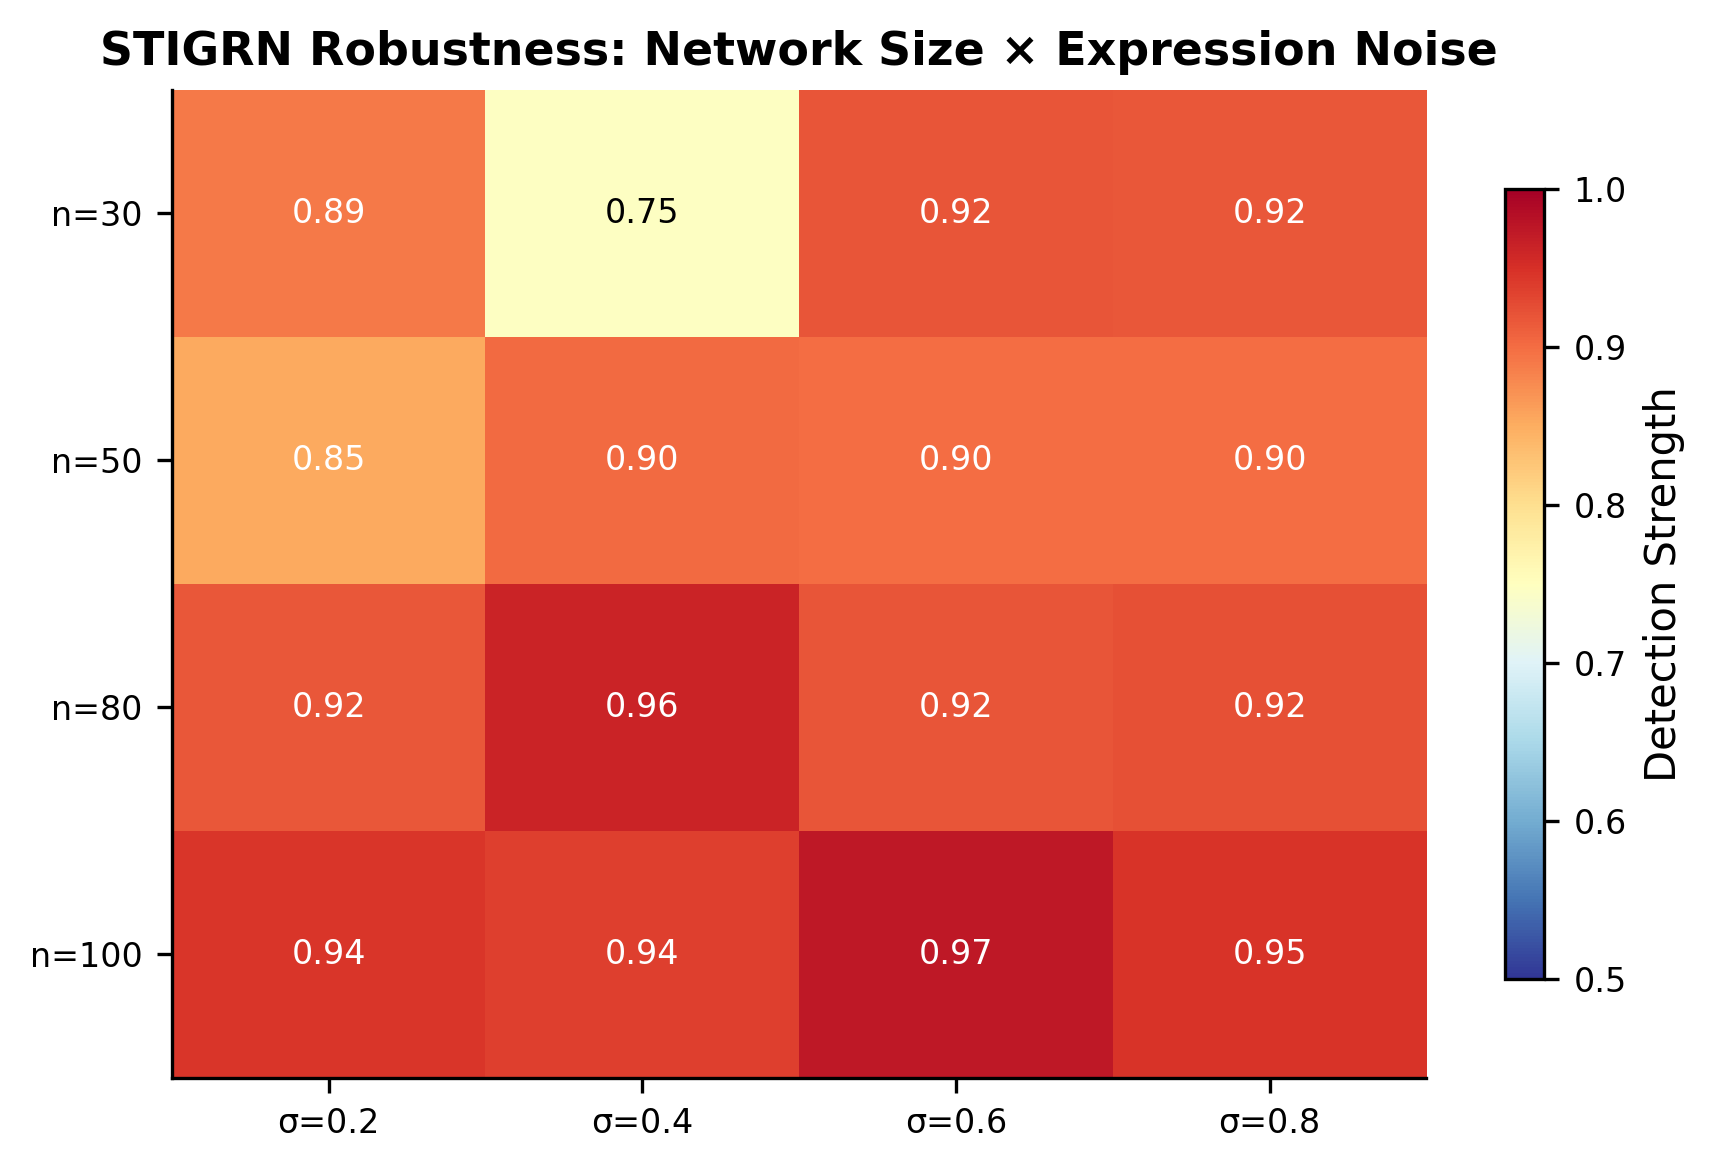 STIGRN Robustness: Network Size × Expression Noise
n=30 0.89 0.75 0.92 0.92
n=50 0.85 0.90 0.90 0.90
n=80 0.92 0.96 0.92 0.92
n=100 0.94 0.94 0.97 0.95
σ=0.2 σ=0.4 σ=0.6 σ=0.8
1.0
0.9
0.8
0.7
0.6
0.5
Detection Strength